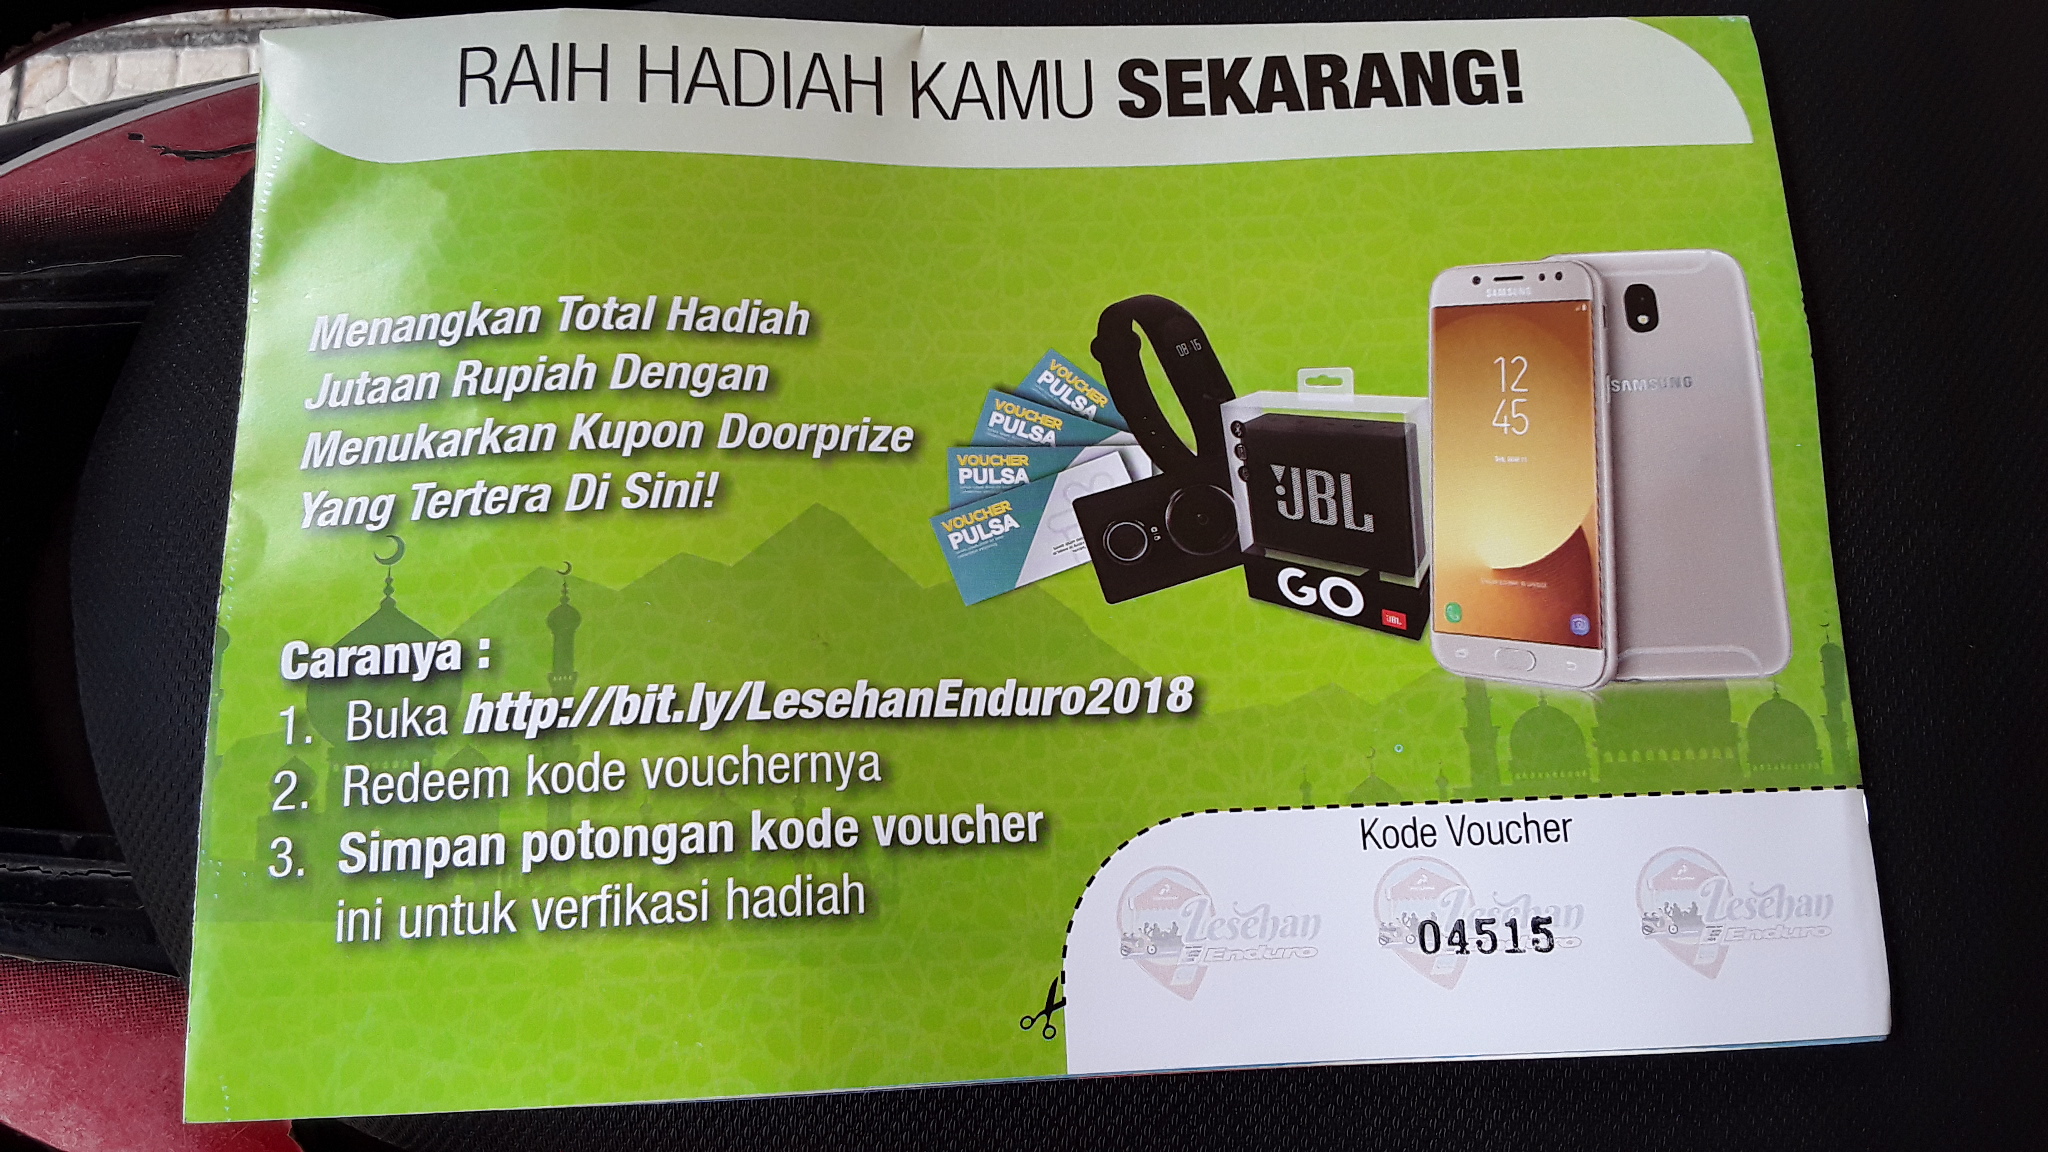 RAIH HADIAH KAMU SEKARANG!
Menangkan Total Hadiah
Jutaan Rupiah Dengan
Menukarkan Kupon Doorprize
Yang Tertera Di Sini!
Caranya :
1. Buka http://bit.ly/LesehanEnduro2018
2. Redeem kode vouchernya
3. Simpan potongan kode voucher
ini untuk verfikasi hadiah
VOUCHER
PULSA
VOUCHER
PULSA
VOUCHER
PULSA
VOUCHER
PULSA
08:16
JBL
GO
JBL
SAMSUNG
12
45
SAMSUNG
Kode Voucher
04515
Lesehan
Enduro
Lesehan
Lesehan
Enduro